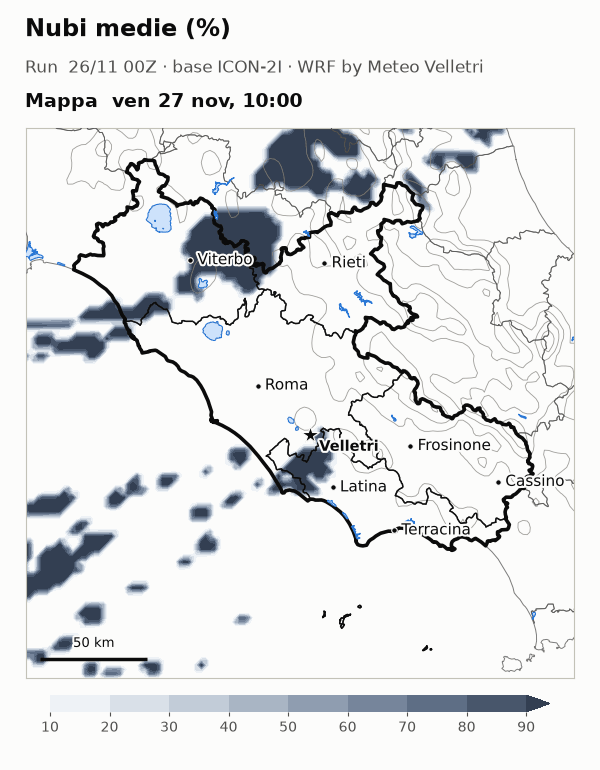 Nubi medie (%)
Run  26/11 00Z · base ICON-2I · WRF by Meteo Velletri
Mappa  ven 27 nov, 10:00
Viterbo
Rieti
Roma
Velletri
Frosinone
Latina
Cassino
Terracina
50 km
10 20 30 40 50 60 70 80 90